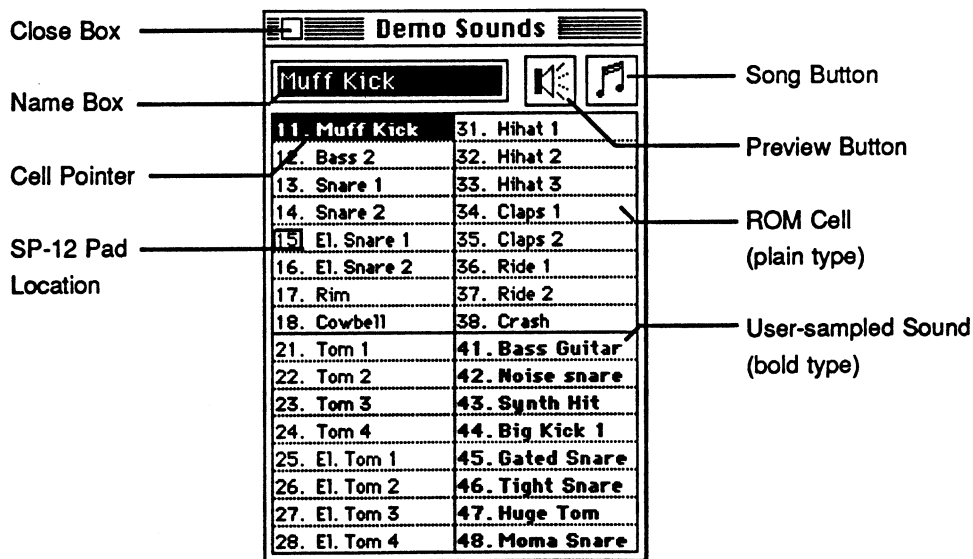 Close Box
Name Box
Cell Pointer
SP-12 Pad
Location
Demo Sounds
Muff Kick
11. Muff Kick
12. Bass 2
13. Snare 1
14. Snare 2
15. El. Snare 1
16. El. Snare 2
17. Rim
18. Cowbell
21. Tom 1
22. Tom 2
23. Tom 3
24. Tom 4
25. El. Tom 1
26. El. Tom 2
27. El. Tom 3
28. El. Tom 4
31. Hihat 1
32. Hihat 2
33. Hihat 3
34. Claps 1
35. Claps 2
36. Ride 1
37. Ride 2
38. Crash
41. Bass Guitar
42. Noise snare
43. Synth Hit
44. Big Kick 1
45. Gated Snare
46. Tight Snare
47. Huge Tom
48. Moma Snare
Song Button
Preview Button
ROM Cell
(plain type)
User-sampled Sound
(bold type)